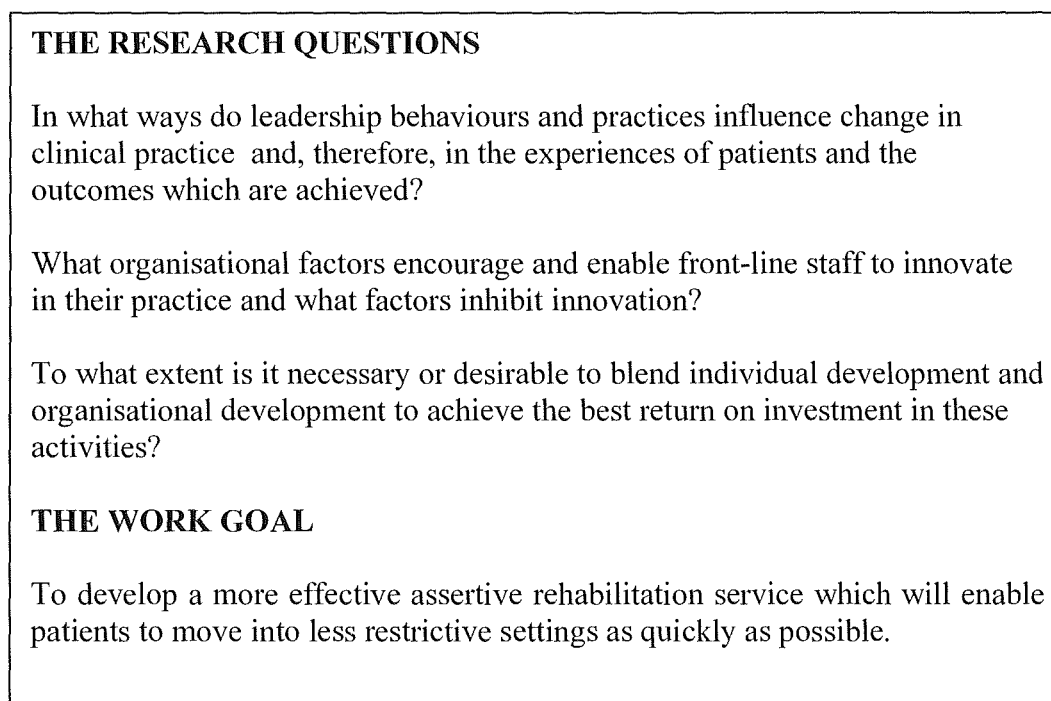 THE RESEARCH QUESTIONS
In what ways do leadership behaviours and practices influence change in
clinical practice and, therefore, in the experiences of patients and the
outcomes which are achieved?
What organisational factors encourage and enable front-line staff to innovate
in their practice and what factors inhibit innovation?
To what extent is it necessary or desirable to blend individual development and
organisational development to achieve the best return on investment in these
activities?
THE WORK GOAL
To develop a more effective assertive rehabilitation service which will enable
patients to move into less restrictive settings as quickly as possible.